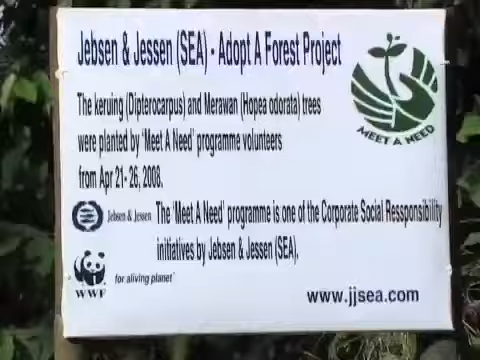 Jebsen & Jessen (SEA) - Adopt A Forest Project
The keruing (Dipterocarpus) and Merawan (Hopea odorata) trees
were planted by 'Meet A Need' programme volunteers
from Apr 21- 26, 2008.
MEET A NEED
Jebsen & Jessen
The 'Meet A Need' programme is one of the Corporate Social Ressponsibility
initiatives by Jebsen & Jessen (SEA).
WWF
for aliving planet
www.jjsea.com